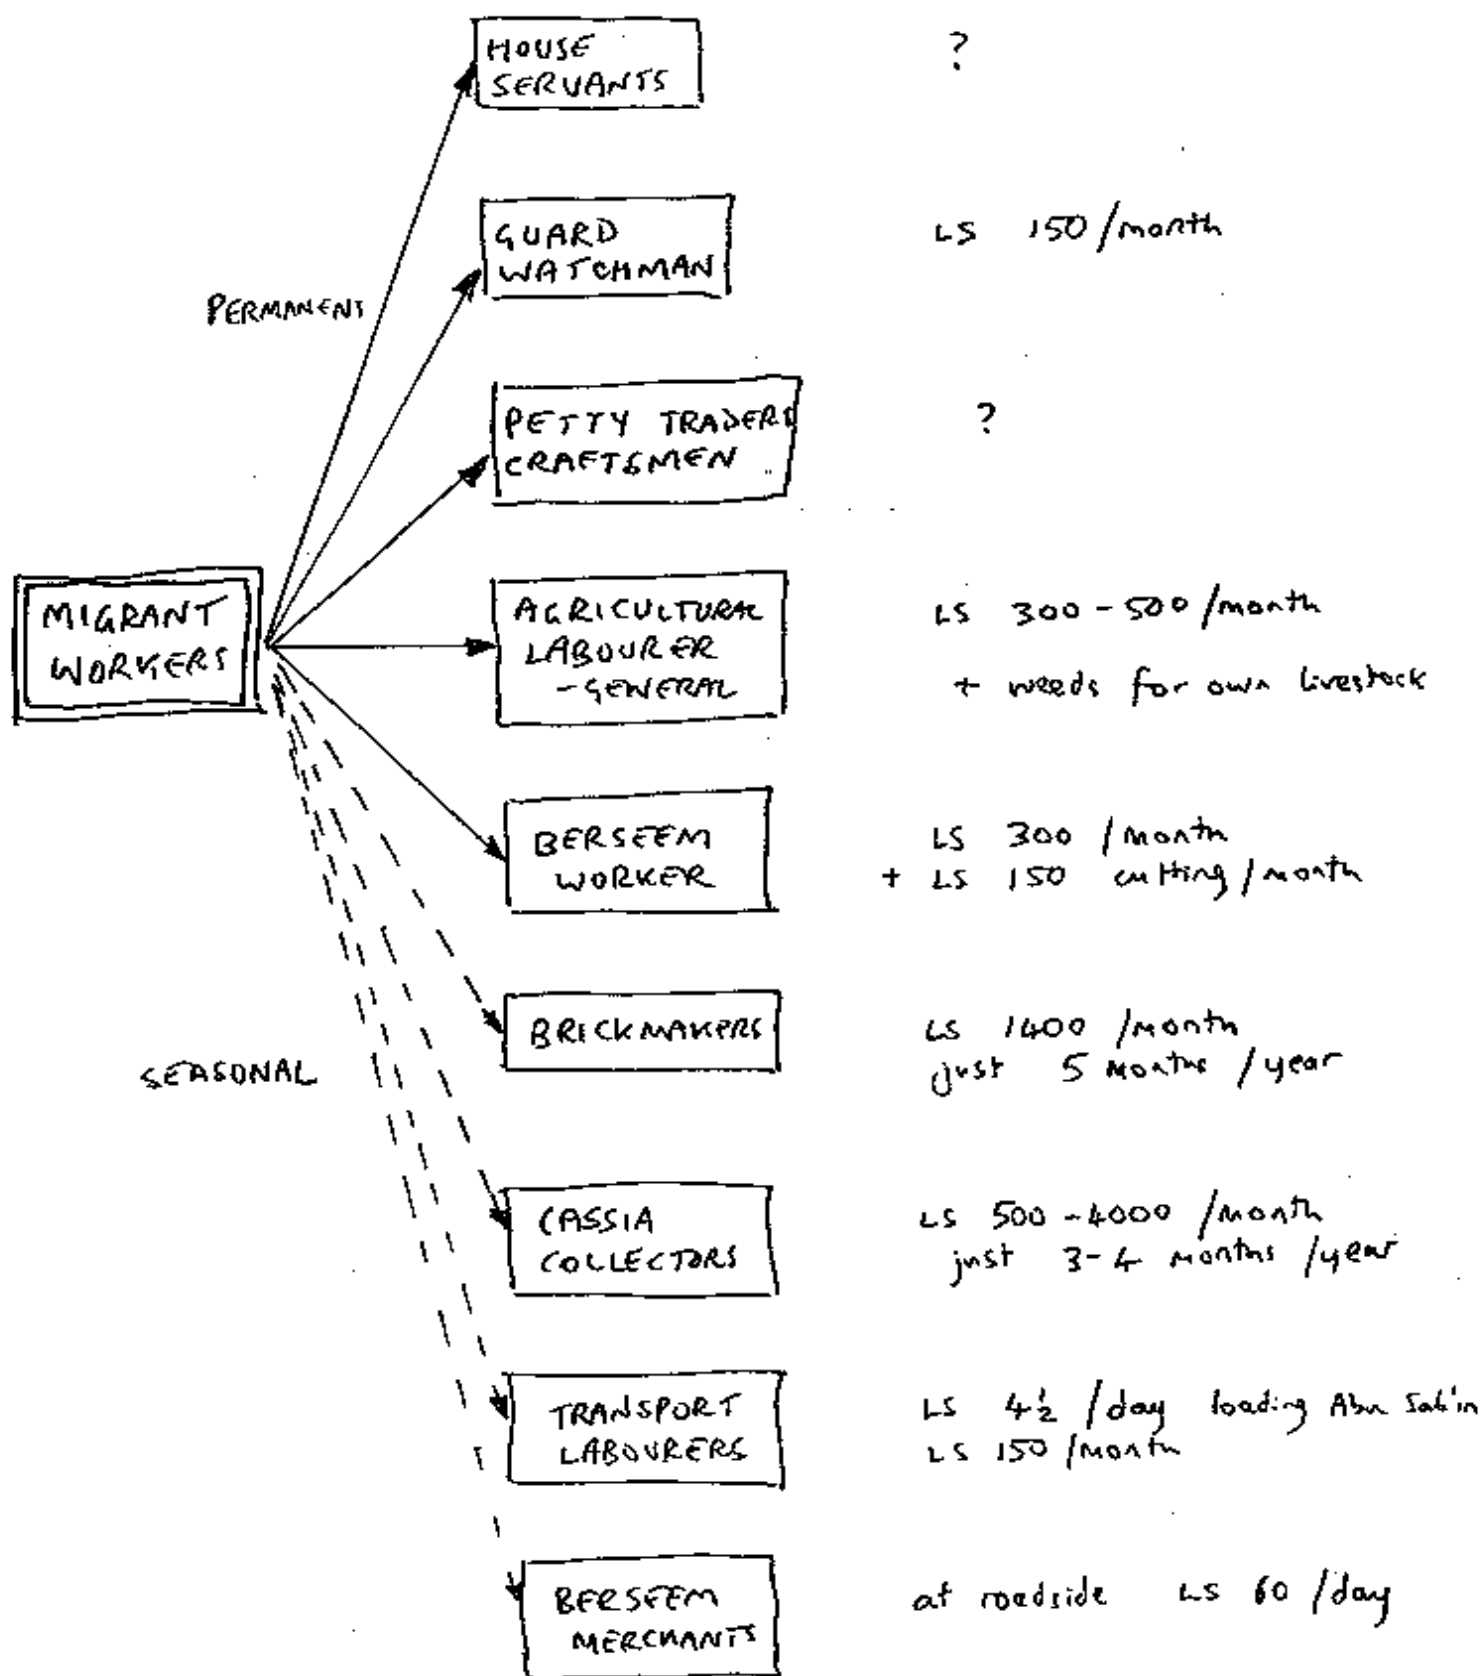 HOUSE
SERVANTS
?
GUARD
WATCHMAN
LS 150/month
PERMANENT
PETTY TRADERS
CRAFTSMEN
?
MIGRANT
WORKERS
AGRICULTURAL
LABOURER
-GENERAL
LS 300-500/month
+ weeds for own livestock
BERSEEM
WORKER
LS 300 /month
+ LS 150 cutting/month
BRICKMAKERS
LS 1400 /month
just 5 months /year
SEASONAL
CASSIA
COLLECTORS
LS 500-4000 /month
just 3-4 months /year
TRANSPORT
LABOURERS
LS 4½ /day loading Abu Sab'in
LS 150 /month
BERSEEM
MERCHANTS
at roadside LS 60 /day